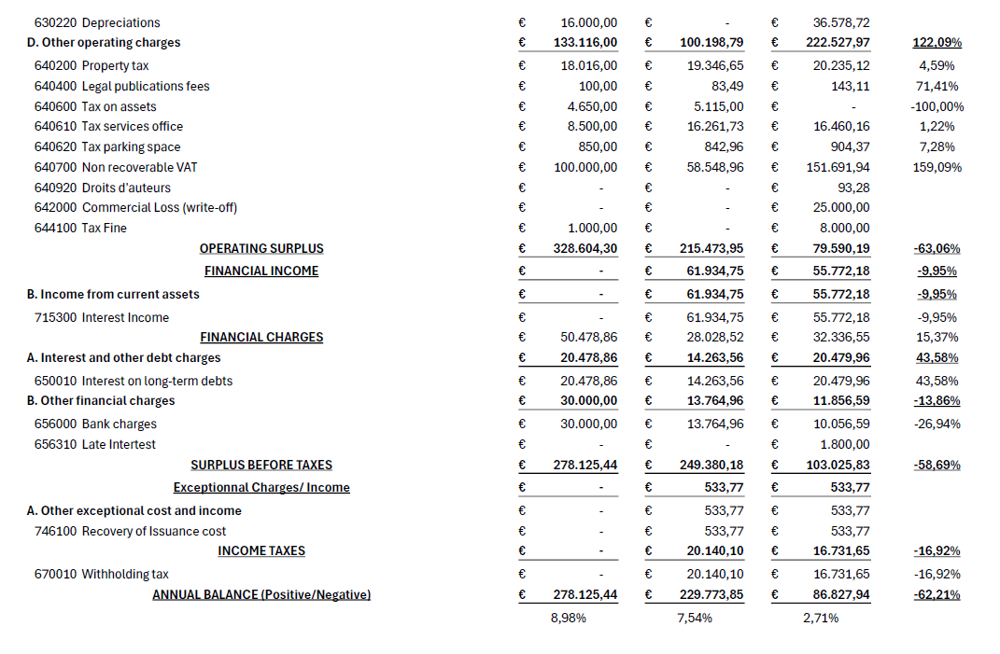 630220 Depreciations € 16.000,00 € - € 36.578,72
D. Other operating charges € 133.116,00 € 100.198,79 € 222.527,97 122,09%
640200 Property tax € 18.016,00 € 19.346,65 € 20.235,12 4,59%
640400 Legal publications fees € 100,00 € 83,49 € 143,11 71,41%
640600 Tax on assets € 4.650,00 € 5.115,00 € - -100,00%
640610 Tax services office € 8.500,00 € 16.261,73 € 16.460,16 1,22%
640620 Tax parking space € 850,00 € 842,96 € 904,37 7,28%
640700 Non recoverable VAT € 100.000,00 € 58.548,96 € 151.691,94 159,09%
640920 Droits d'auteurs € - € - € 93,28
642000 Commercial Loss (write-off) € - € - € 25.000,00
644100 Tax Fine € 1.000,00 € - € 8.000,00
OPERATING SURPLUS € 328.604,30 € 215.473,95 € 79.590,19 -63,06%
FINANCIAL INCOME € - € 61.934,75 € 55.772,18 -9,95%
B. Income from current assets € - € 61.934,75 € 55.772,18 -9,95%
715300 Interest Income € - € 61.934,75 € 55.772,18 -9,95%
FINANCIAL CHARGES € 50.478,86 € 28.028,52 € 32.336,55 15,37%
A. Interest and other debt charges € 20.478,86 € 14.263,56 € 20.479,96 43,58%
650010 Interest on long-term debts € 20.478,86 € 14.263,56 € 20.479,96 43,58%
B. Other financial charges € 30.000,00 € 13.764,96 € 11.856,59 -13,86%
656000 Bank charges € 30.000,00 € 13.764,96 € 10.056,59 -26,94%
656310 Late Intertest € - € - € 1.800,00
SURPLUS BEFORE TAXES € 278.125,44 € 249.380,18 € 103.025,83 -58,69%
Exceptionnal Charges/ Income € - € 533,77 € 533,77
A. Other exceptional cost and income € - € 533,77 € 533,77
746100 Recovery of Issuance cost € - € 533,77 € 533,77
INCOME TAXES € - € 20.140,10 € 16.731,65 -16,92%
670010 Withholding tax € - € 20.140,10 € 16.731,65 -16,92%
ANNUAL BALANCE (Positive/Negative) € 278.125,44 € 229.773,85 € 86.827,94 -62,21%
8,98% 7,54% 2,71%